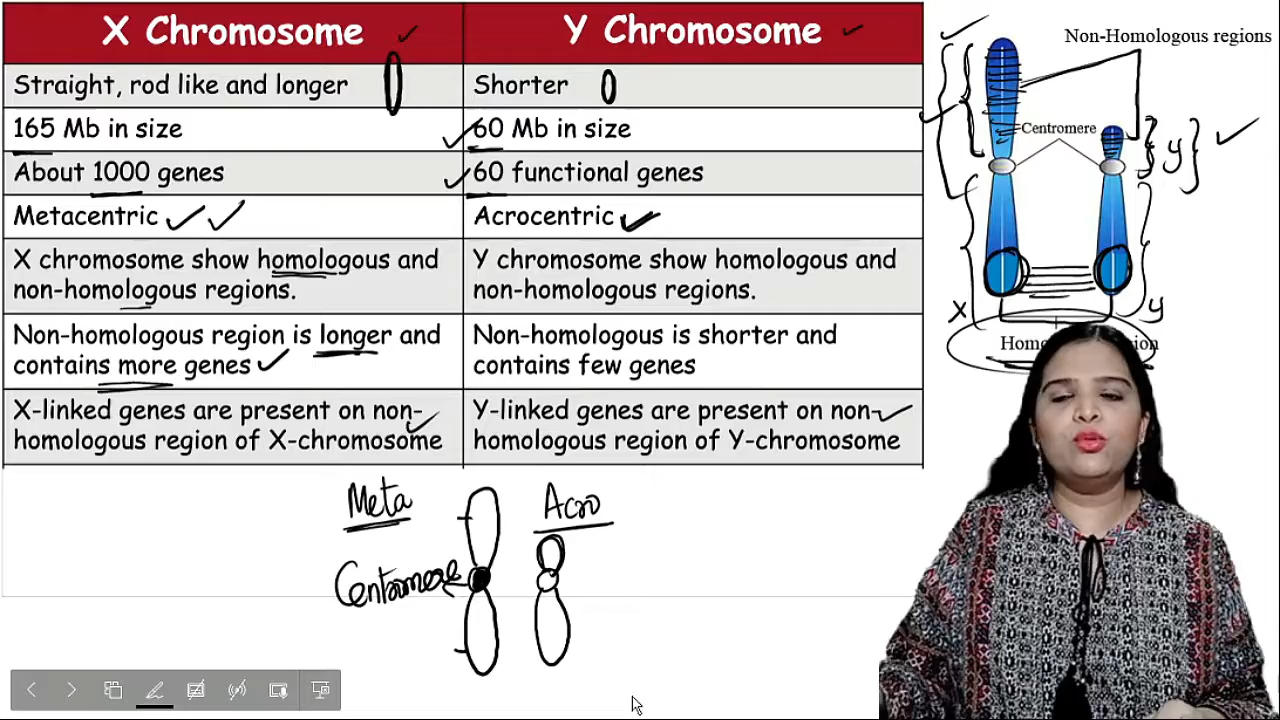 X Chromosome
Y Chromosome
Straight, rod like and longer
Shorter
165 Mb in size
60 Mb in size
About 1000 genes
60 functional genes
Metacentric
Acrocentric
X chromosome show homologous and
non-homologous regions.
Y chromosome show homologous and
non-homologous regions.
Non-homologous region is longer and
contains more genes
Non-homologous is shorter and
contains few genes
X-linked genes are present on non-
homologous region of X-chromosome
Y-linked genes are present on non-
homologous region of Y-chromosome
Non-Homologous regions
Centromere
y
X
y
Meta
Acro
Centromere